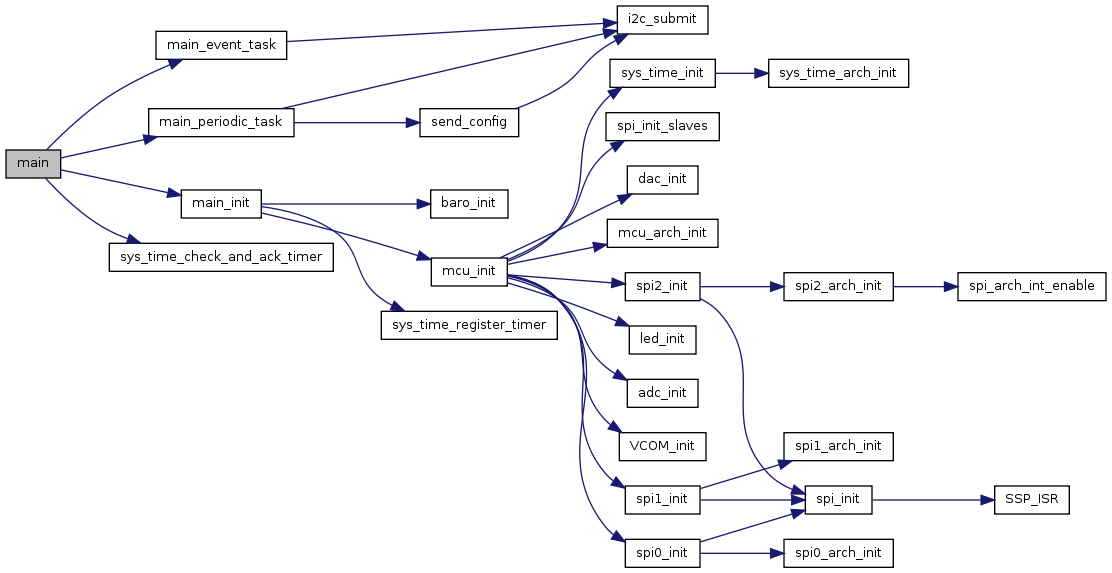 main
main_event_task
main_periodic_task
main_init
sys_time_check_and_ack_timer
i2c_submit
send_config
baro_init
mcu_init
sys_time_register_timer
sys_time_init
sys_time_arch_init
spi_init_slaves
dac_init
mcu_arch_init
spi2_init
spi2_arch_init
spi_arch_int_enable
led_init
adc_init
VCOM_init
spi1_init
spi1_arch_init
spi_init
SSP_ISR
spi0_init
spi0_arch_init